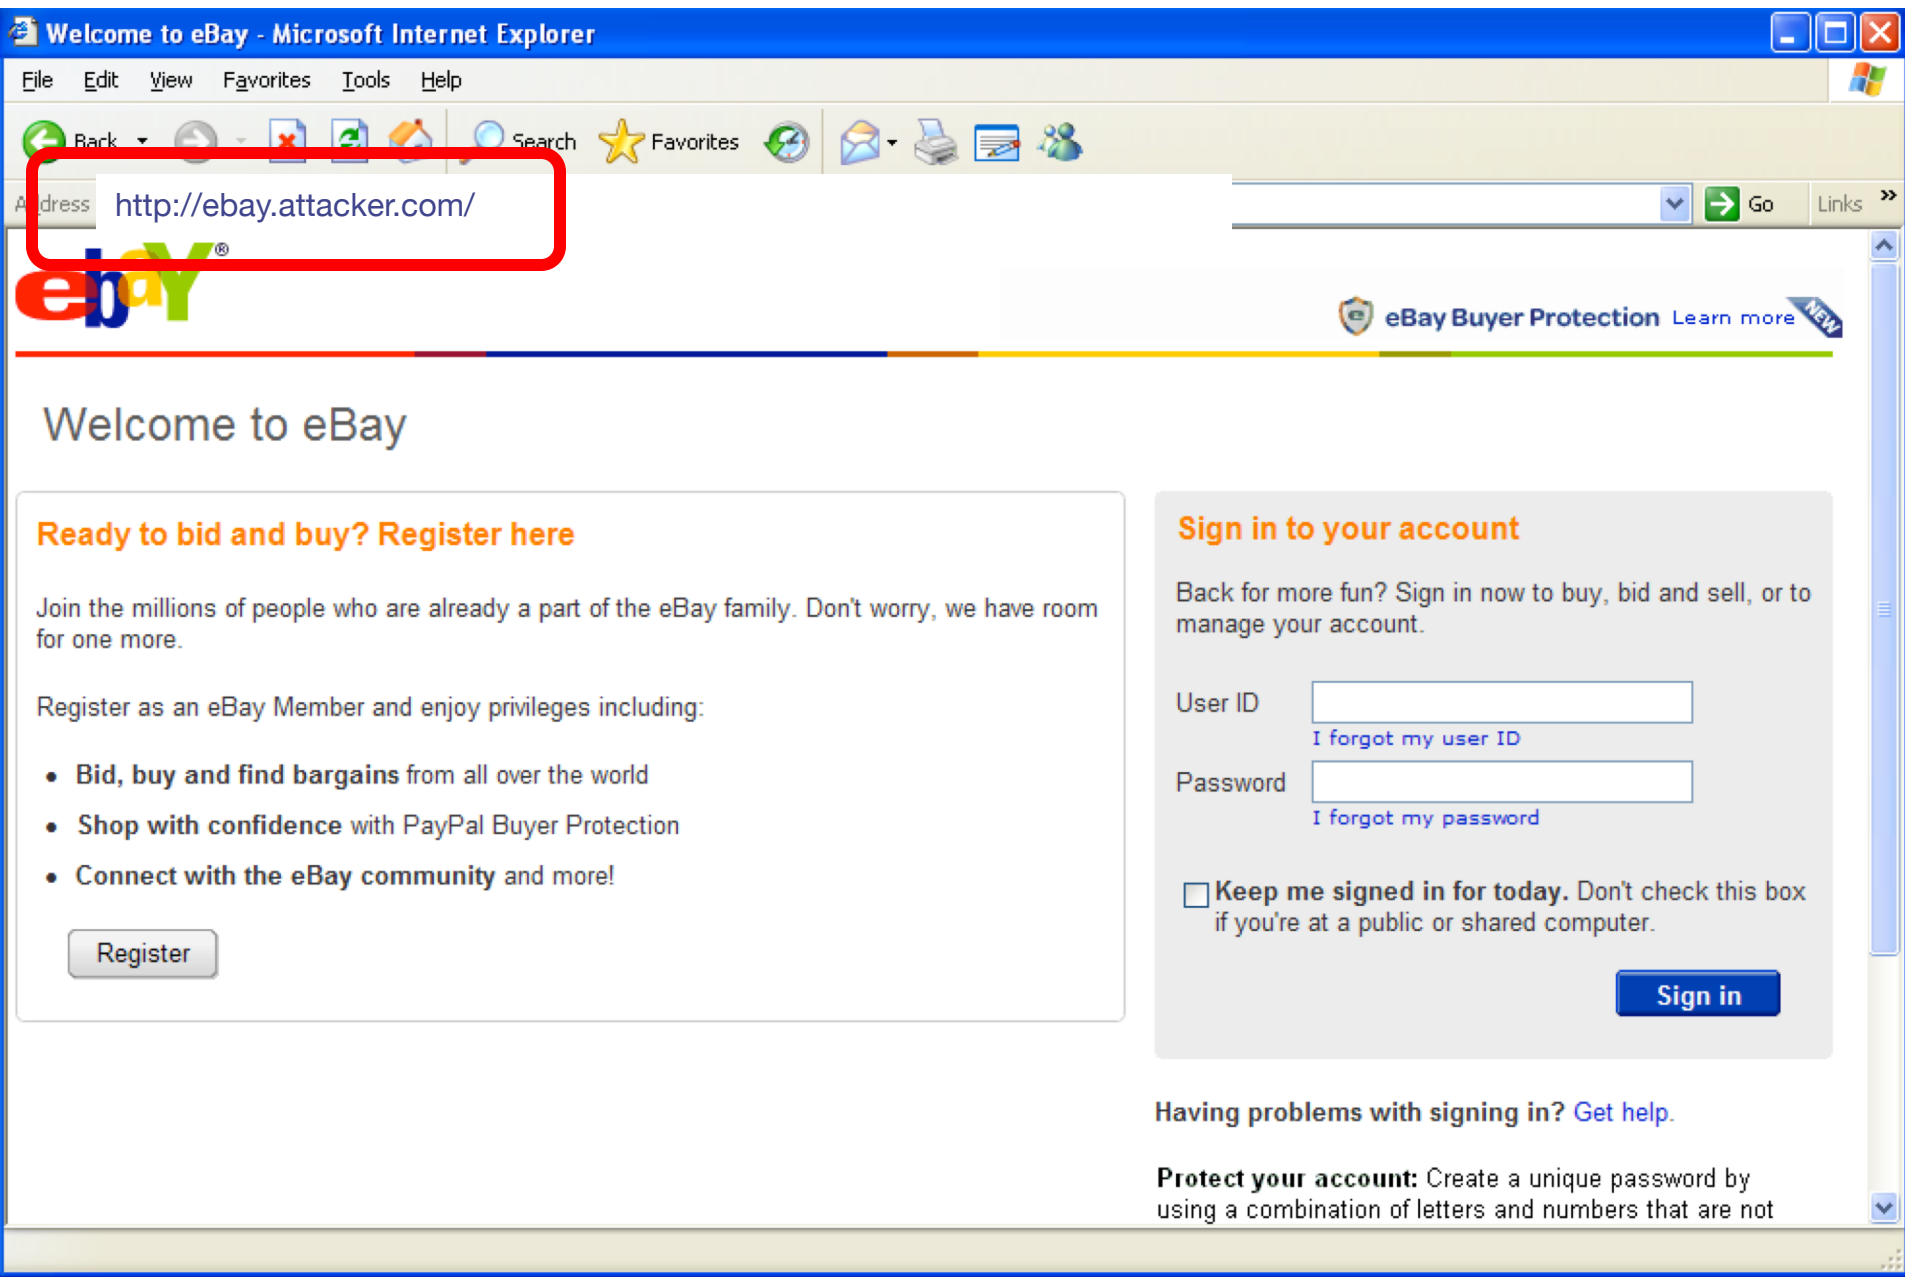 Welcome to eBay - Microsoft Internet Explorer
File Edit View Favorites Tools Help
Back Search Favorites
Address http://ebay.attacker.com/ Go Links »
ebay® 
eBay Buyer Protection Learn more NEW
Welcome to eBay
Ready to bid and buy? Register here
Join the millions of people who are already a part of the eBay family. Don't worry, we have room
for one more.
Register as an eBay Member and enjoy privileges including:
• Bid, buy and find bargains from all over the world
• Shop with confidence with PayPal Buyer Protection
• Connect with the eBay community and more!
Register
Sign in to your account
Back for more fun? Sign in now to buy, bid and sell, or to
manage your account.
User ID
I forgot my user ID
Password
I forgot my password
Keep me signed in for today. Don't check this box
if you're at a public or shared computer.
Sign in
Having problems with signing in? Get help.
Protect your account: Create a unique password by
using a combination of letters and numbers that are not